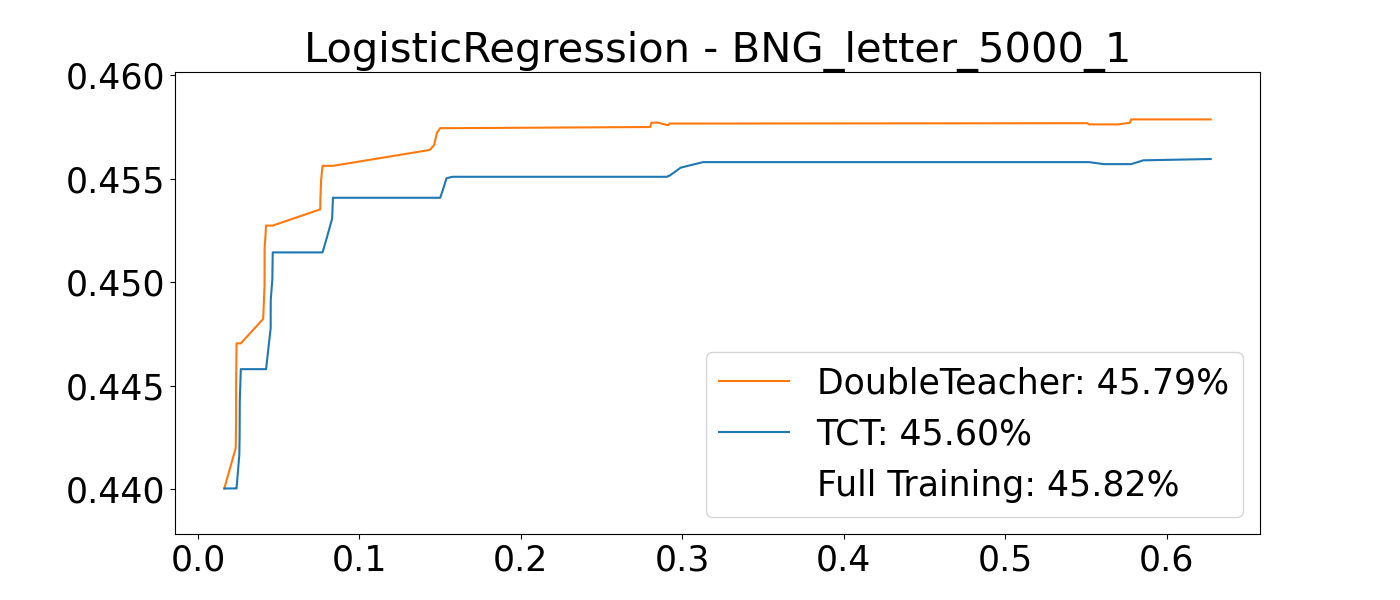 LogisticRegression - BNG_letter_5000_1
0.460
0.455
0.450
0.445
0.440
DoubleTeacher: 45.79%
TCT: 45.60%
Full Training: 45.82%
0.0 0.1 0.2 0.3 0.4 0.5 0.6